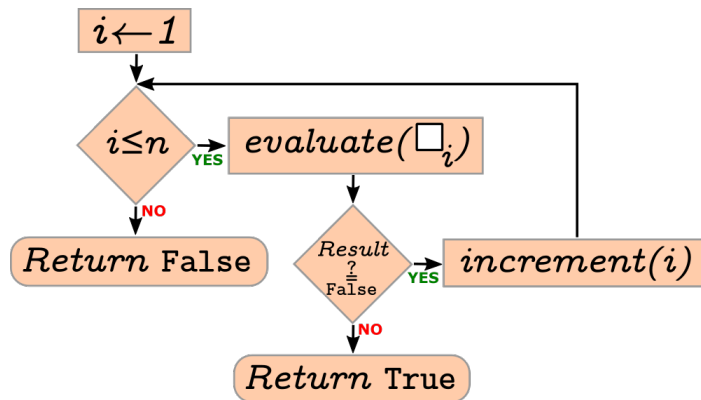 i←1
i≤n
YES
evaluate(□i)
NO
Return False
Result
?
=
False
YES
increment(i)
NO
Return True